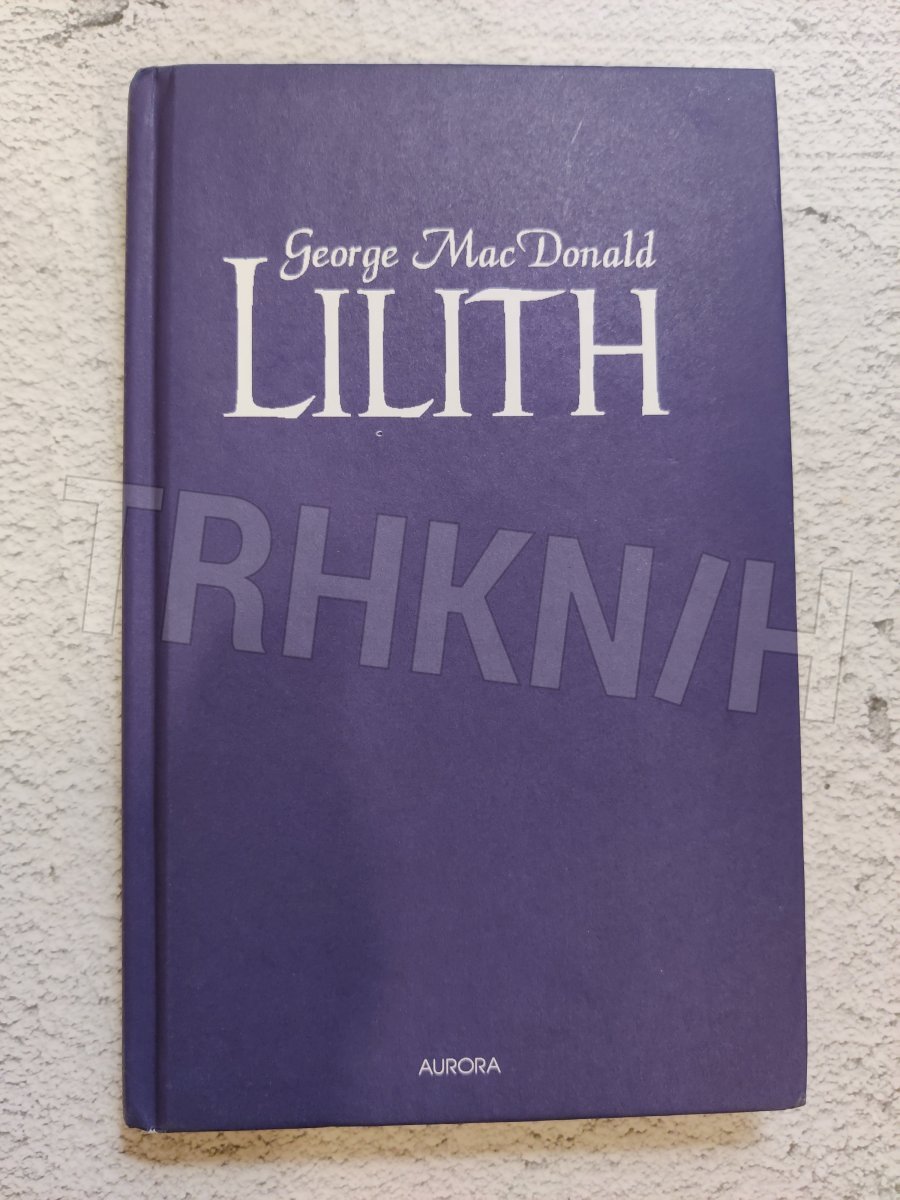 George MacDonald
LILITH
TRHKNIH
AURORA